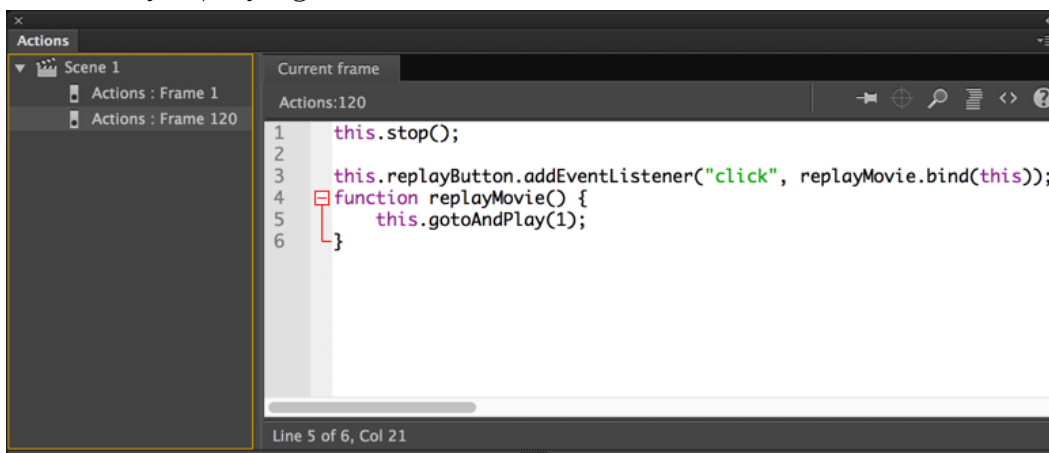 Actions
Scene 1
Actions : Frame 1
Actions : Frame 120
Current frame
Actions:120
1 this.stop();
2
3 this.replayButton.addEventListener("click", replayMovie.bind(this));
4 function replayMovie() {
5 this.gotoAndPlay(1);
6 }
Line 5 of 6, Col 21